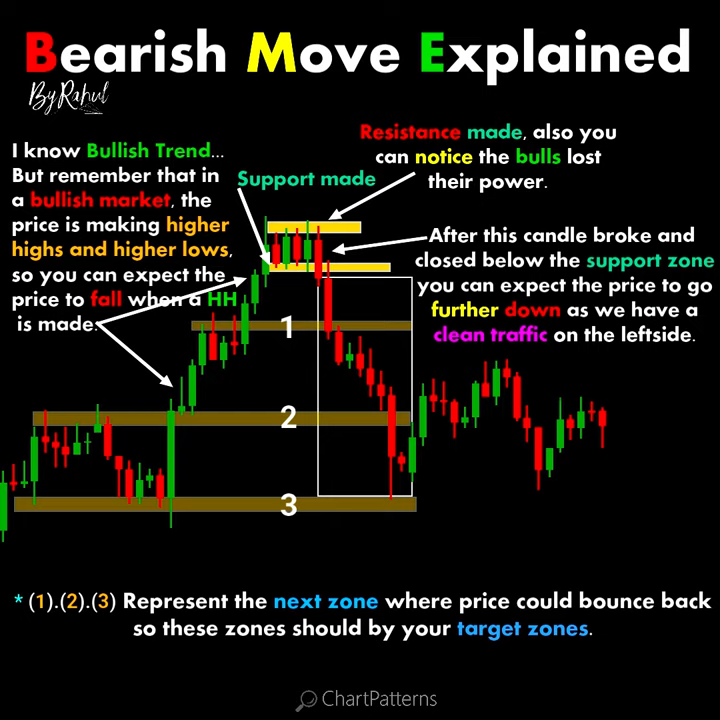 Bearish Move Explained
By Rahul
I know Bullish Trend...
But remember that in
a bullish market, the
price is making higher
highs and higher lows,
so you can expect the
price to fall when a HH
is made.
Support made
Resistance made, also you
can notice the bulls lost
their power.
After this candle broke and
closed below the support zone
you can expect the price to go
further down as we have a
clean traffic on the leftside.
1
2
3
* (1).(2).(3) Represent the next zone where price could bounce back
so these zones should by your target zones.
ChartPatterns